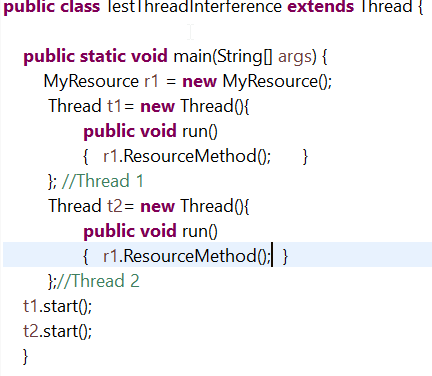 public class TestThreadInterference extends Thread {
public static void main(String[] args) {
MyResource r1 = new MyResource();
Thread t1= new Thread(){
public void run()
{ r1.ResourceMethod(); }
}; //Thread 1
Thread t2= new Thread(){
public void run()
{ r1.ResourceMethod(); }
};//Thread 2
t1.start();
t2.start();
}